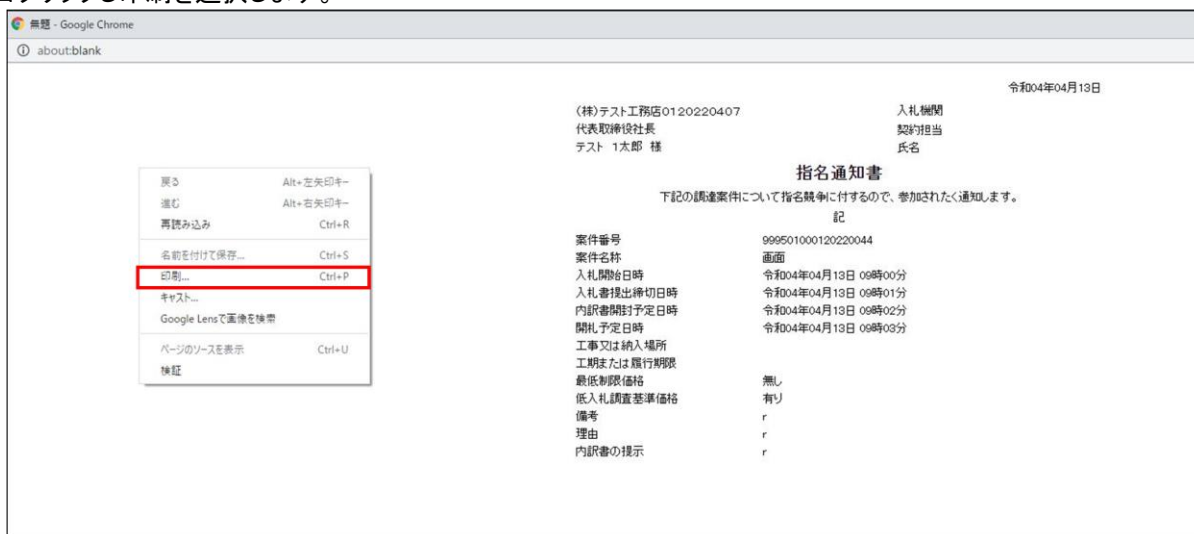 無題 - Google Chrome
about:blank
令和04年04月13日
(株)テスト工務店0120220407
入札機関
代表取締役社長
契約担当
テスト 1太郎 様
氏名
指名通知書
下記の調達案件について指名競争に付するので、参加されたく通知します。
記
戻る Alt+左矢印キー
進む Alt+右矢印キー
再読み込み Ctrl+R
名前を付けて保存... Ctrl+S
印刷... Ctrl+P
キャスト...
Google Lensで画像を検索
ページのソースを表示 Ctrl+U
検証
案件番号 999501000120220044
案件名称 画面
入札開始日時 令和04年04月13日 09時00分
入札書提出締切日時 令和04年04月13日 09時01分
内訳書開封予定日時 令和04年04月13日 09時02分
開札予定日時 令和04年04月13日 09時03分
工事又は納入場所
工期または履行期限
最低制限価格 無し
低入札調査基準価格 有り
備考 r
理由 r
内訳書の提示 r